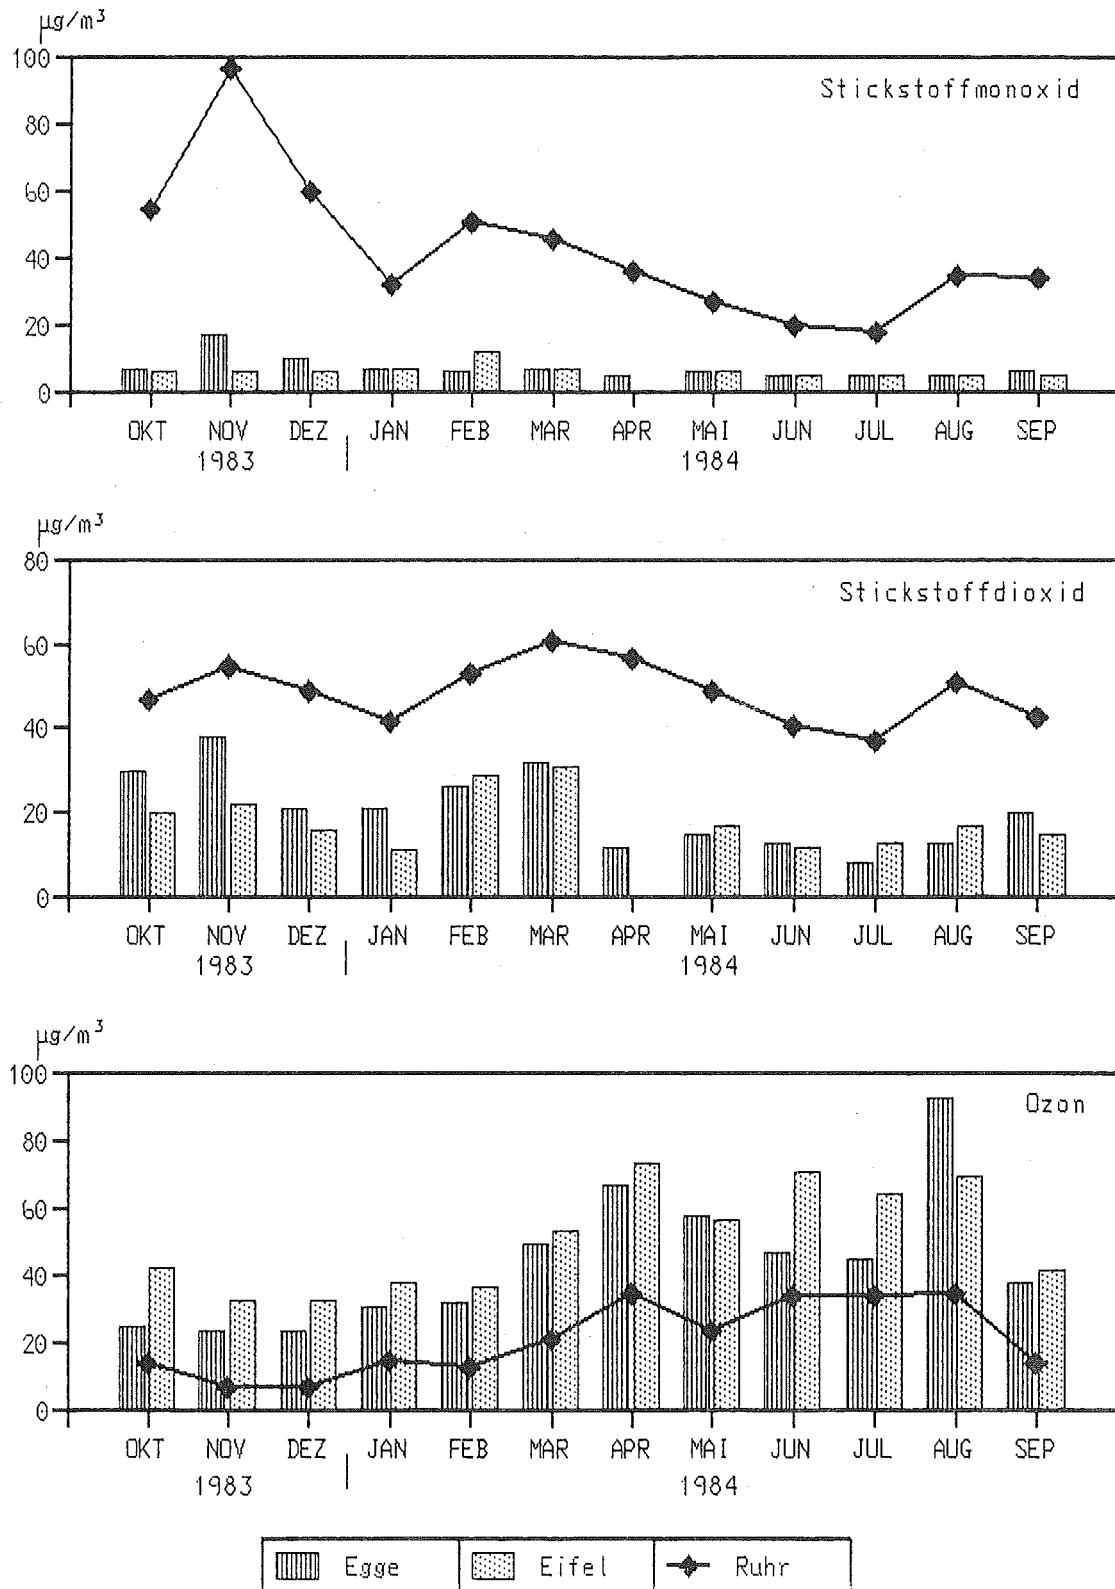 µg/m³
100
Stickstoffmonoxid
80
60
40
20
0
OKT NOV DEZ JAN FEB MAR APR MAI JUN JUL AUG SEP
1983 1984
µg/m³
80
Stickstoffdioxid
60
40
20
0
OKT NOV DEZ JAN FEB MAR APR MAI JUN JUL AUG SEP
1983 1984
µg/m³
100
Ozon
80
60
40
20
0
OKT NOV DEZ JAN FEB MAR APR MAI JUN JUL AUG SEP
1983 1984
Egge Eifel Ruhr